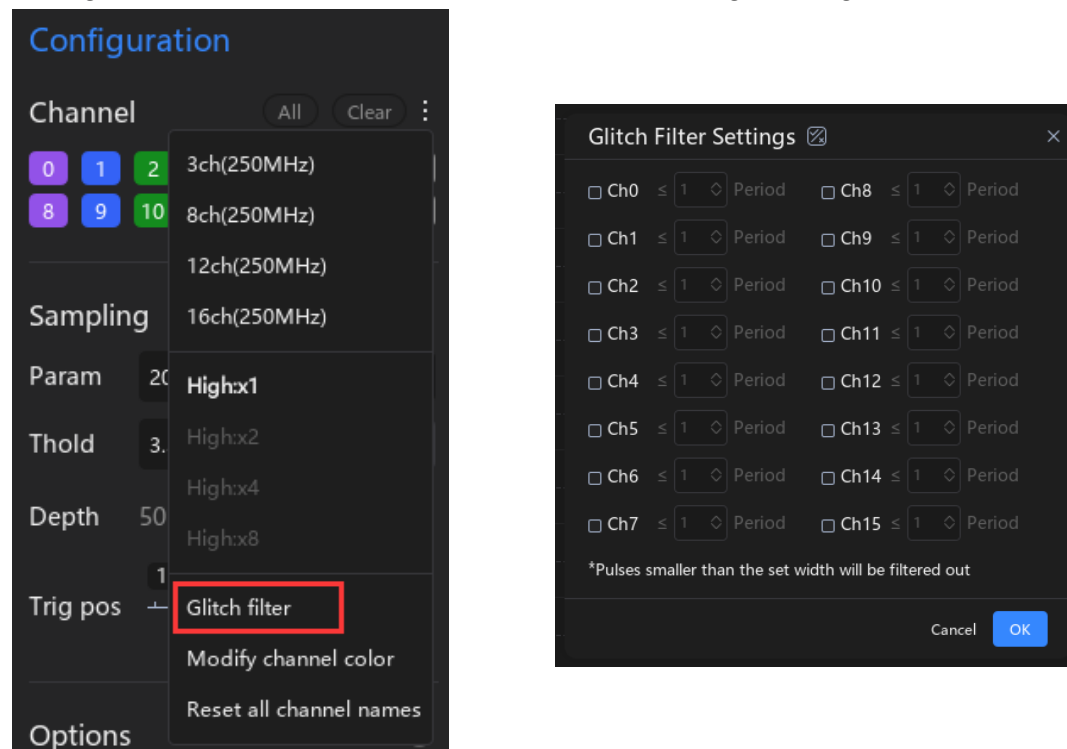 Configuration
Channel All Clear
0 1 2
8 9 10
3ch(250MHz)
8ch(250MHz)
12ch(250MHz)
16ch(250MHz)
Sampling
Param 20
Thold 3.
Depth 50
1
Trig pos
Options
High:x1
High:x2
High:x4
High:x8
Glitch filter
Modify channel color
Reset all channel names
Glitch Filter Settings
Ch0 ≤ 1 Period Ch8 ≤ 1 Period
Ch1 ≤ 1 Period Ch9 ≤ 1 Period
Ch2 ≤ 1 Period Ch10 ≤ 1 Period
Ch3 ≤ 1 Period Ch11 ≤ 1 Period
Ch4 ≤ 1 Period Ch12 ≤ 1 Period
Ch5 ≤ 1 Period Ch13 ≤ 1 Period
Ch6 ≤ 1 Period Ch14 ≤ 1 Period
Ch7 ≤ 1 Period Ch15 ≤ 1 Period
*Pulses smaller than the set width will be filtered out
Cancel OK